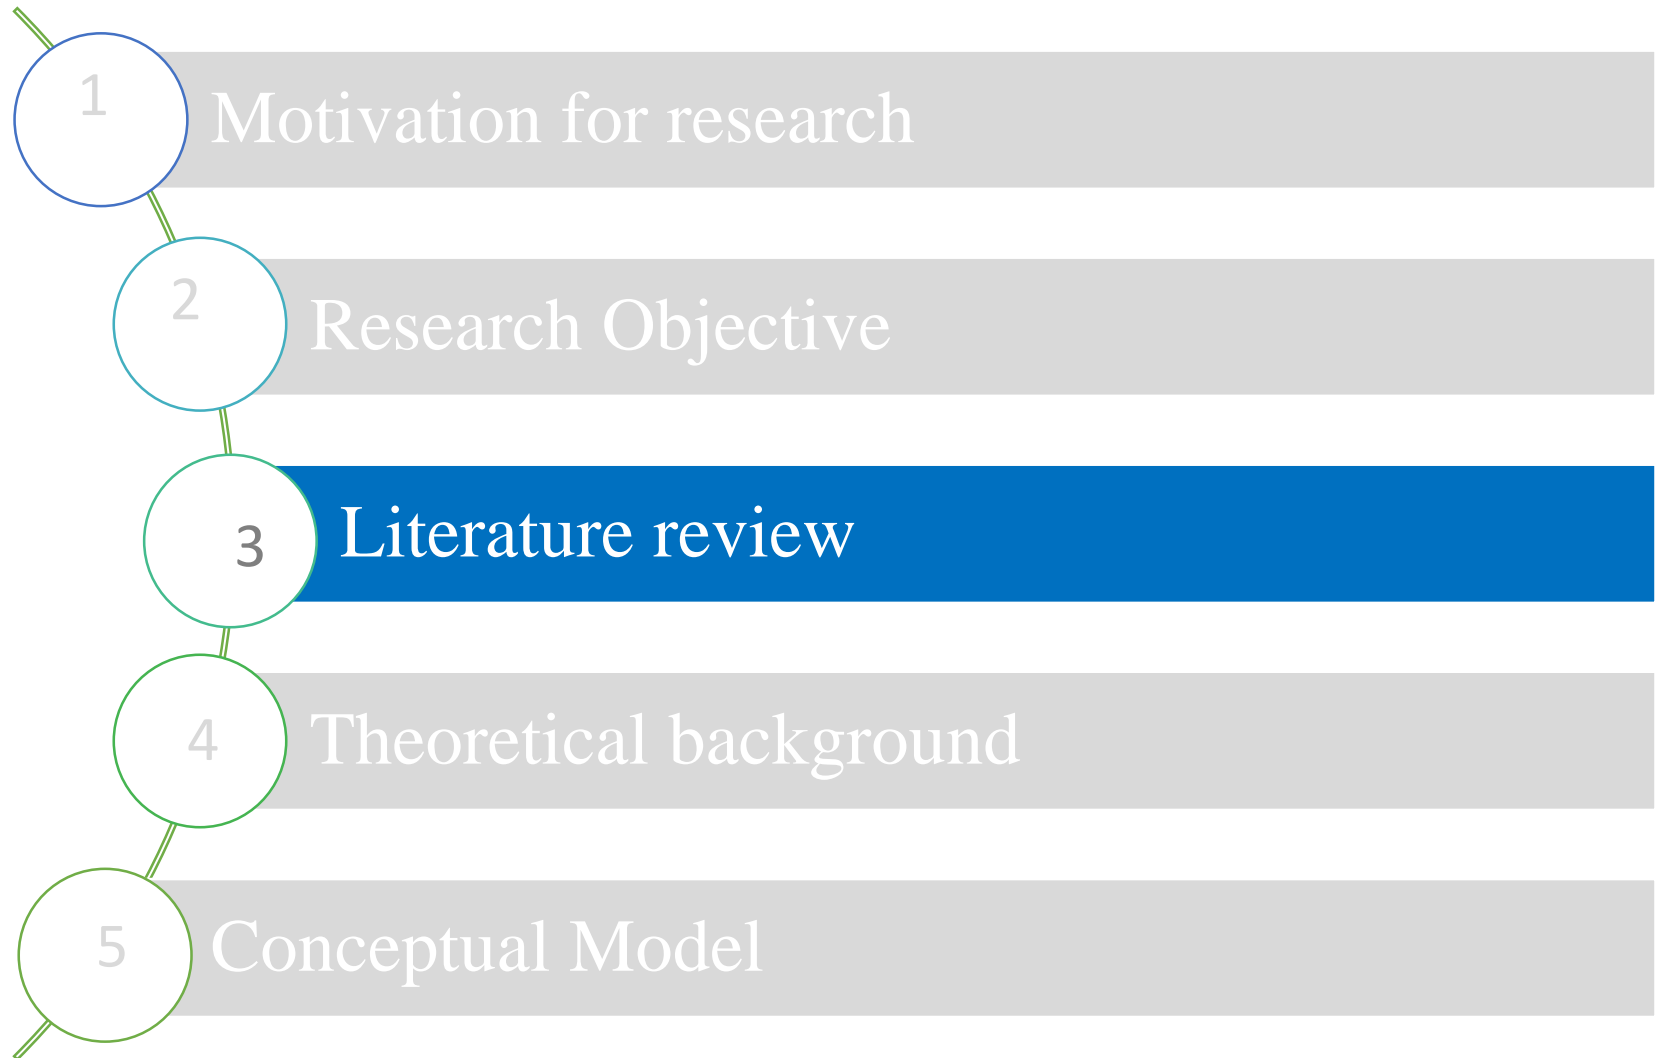 1
Motivation for research
2
Research Objective
3
Literature review
4
Theoretical background
5
Conceptual Model